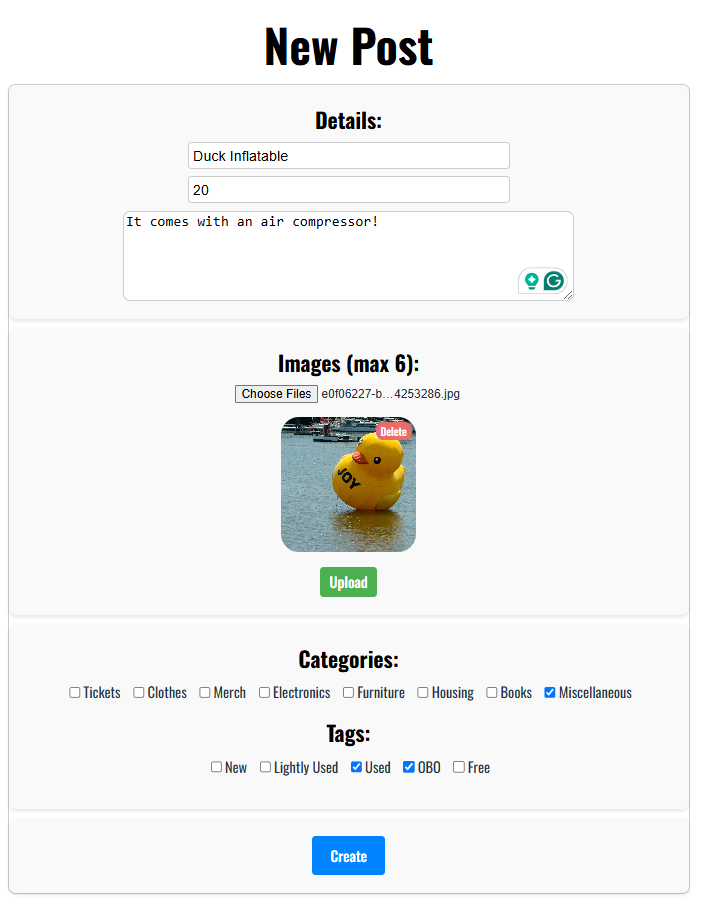 New Post
Details:
Duck Inflatable
20
It comes with an air compressor!
Images (max 6):
Choose Files e0f06227-b...4253286.jpg
Delete
JOY
Upload
Categories:
Tickets Clothes Merch Electronics Furniture Housing Books Miscellaneous
Tags:
New Lightly Used Used OBO Free
Create